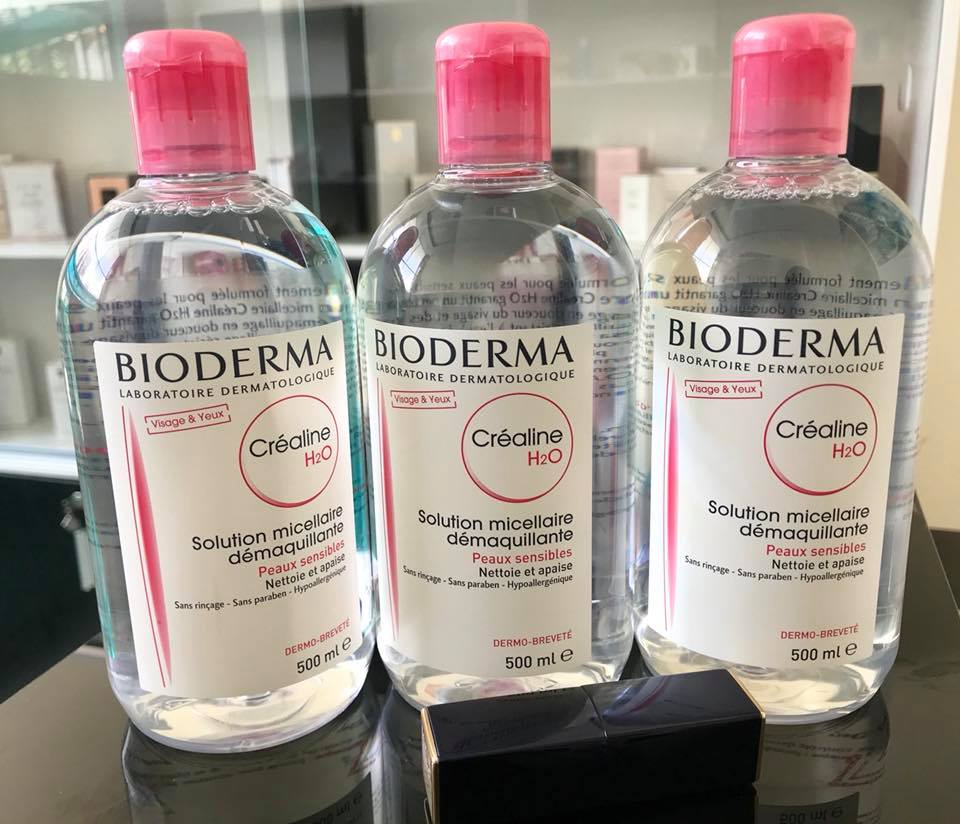 BIODERMA
LABORATOIRE DERMATOLOGIQUE
Visage & Yeux
Créaline
H2O
Solution micellaire
démaquillante
Peaux sensibles
Nettoie et apaise
Sans rinçage - Sans paraben - Hypoallergénique
DERMO-BREVETÉ
500 ml e
BIODERMA
LABORATOIRE DERMATOLOGIQUE
Visage & Yeux
Créaline
H2O
Solution micellaire
démaquillante
Peaux sensibles
Nettoie et apaise
Sans rinçage - Sans paraben - Hypoallergénique
DERMO-BREVETÉ
500 ml e
BIODERMA
LABORATOIRE DERMATOLOGIQUE
Visage & Yeux
Créaline
H2O
Solution micellaire
démaquillante
Peaux sensibles
Nettoie et apaise
Sans rinçage - Sans paraben - Hypoallergénique
DERMO-BREVETÉ
500 ml e